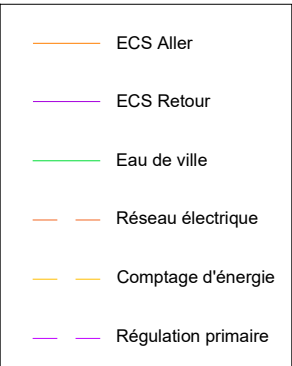 ECS Aller
ECS Retour
Eau de ville
Réseau électrique
Comptage d'énergie
Régulation primaire